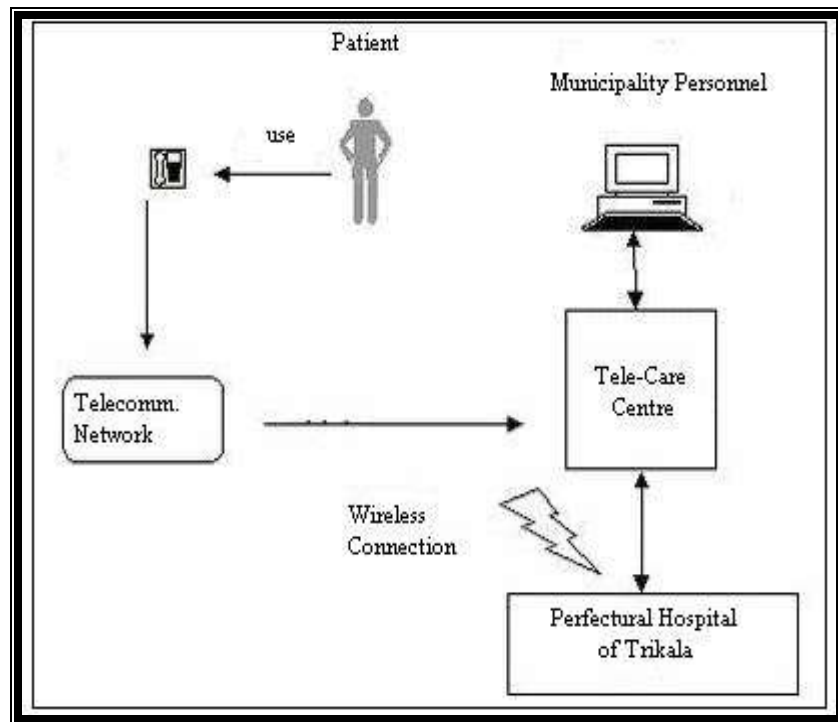 Patient
Municipality Personnel
use
Telecomm.
Network
Tele-Care
Centre
Wireless
Connection
Perfectural Hospital
of Trikala